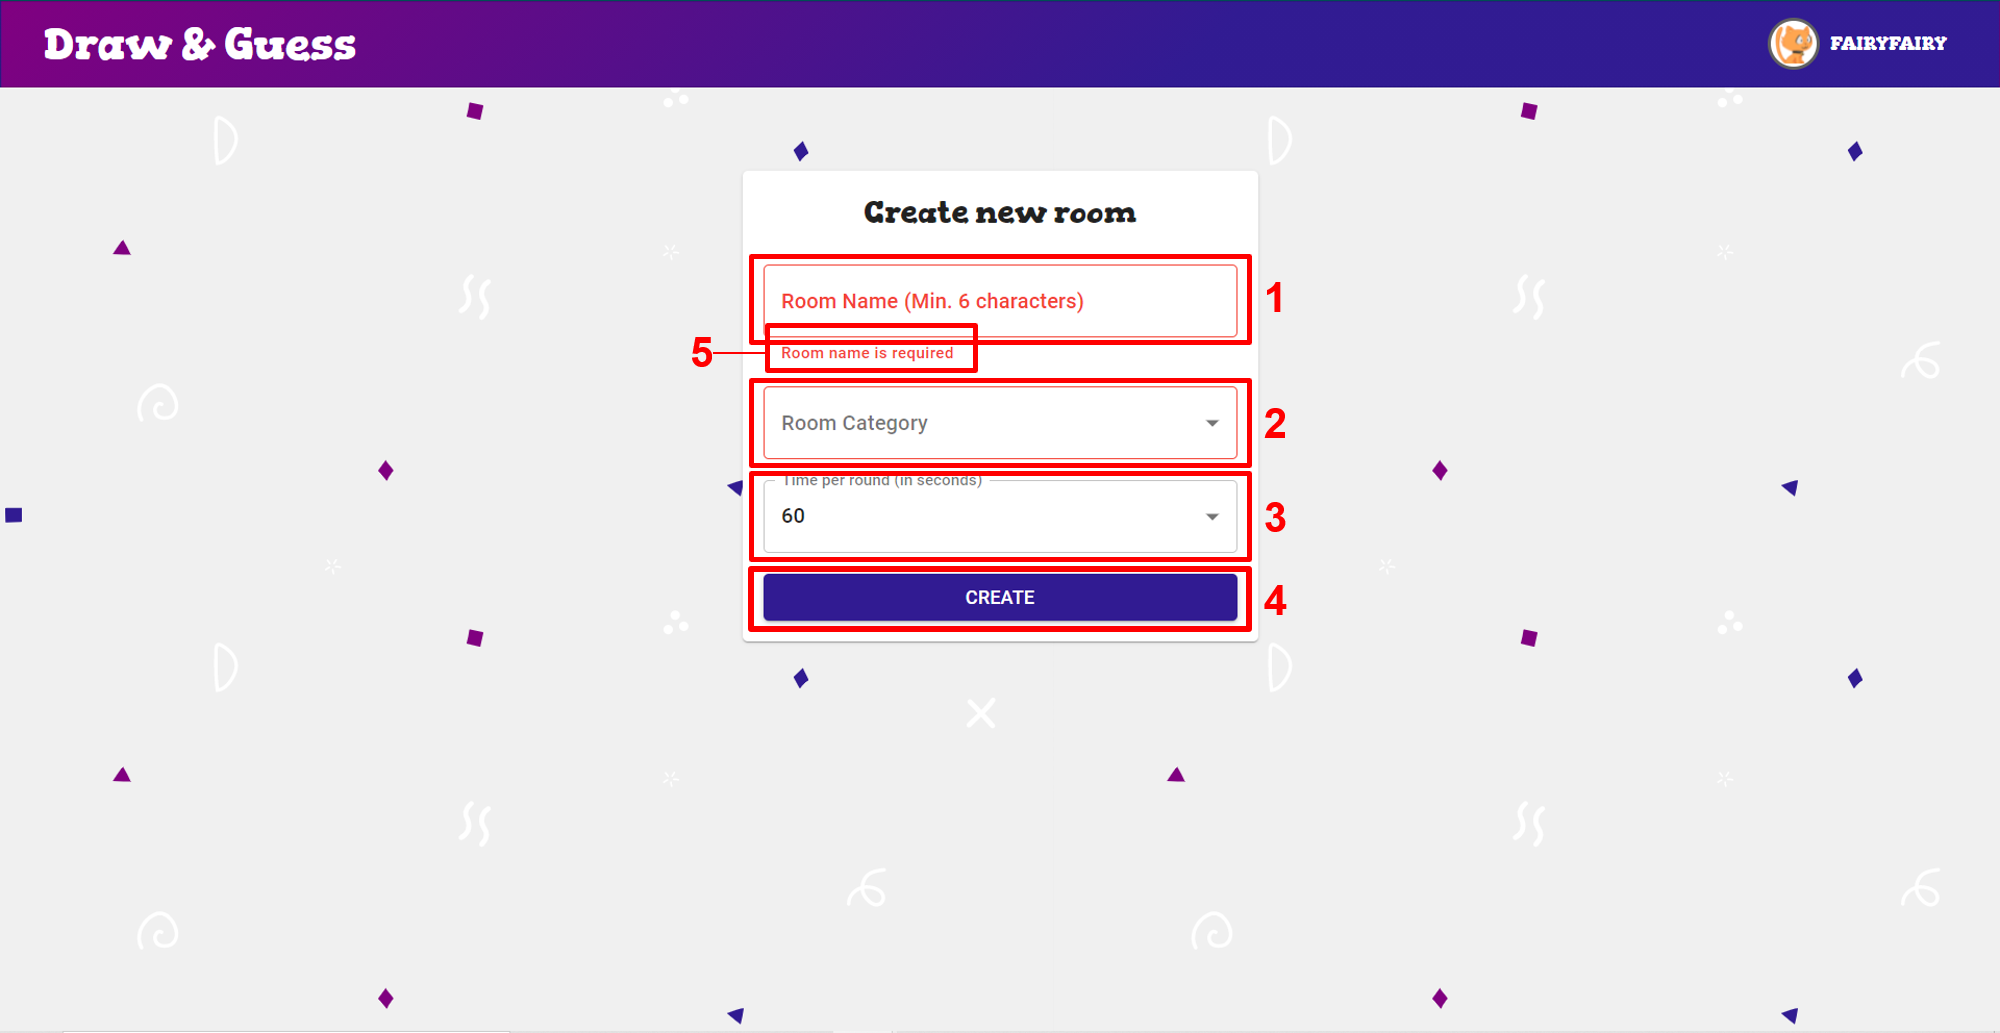 Draw & Guess
FAIRYFAIRY
Create new room
Room Name (Min. 6 characters)
1
5
Room name is required
Room Category
2
Time per round (in seconds)
60
3
CREATE
4